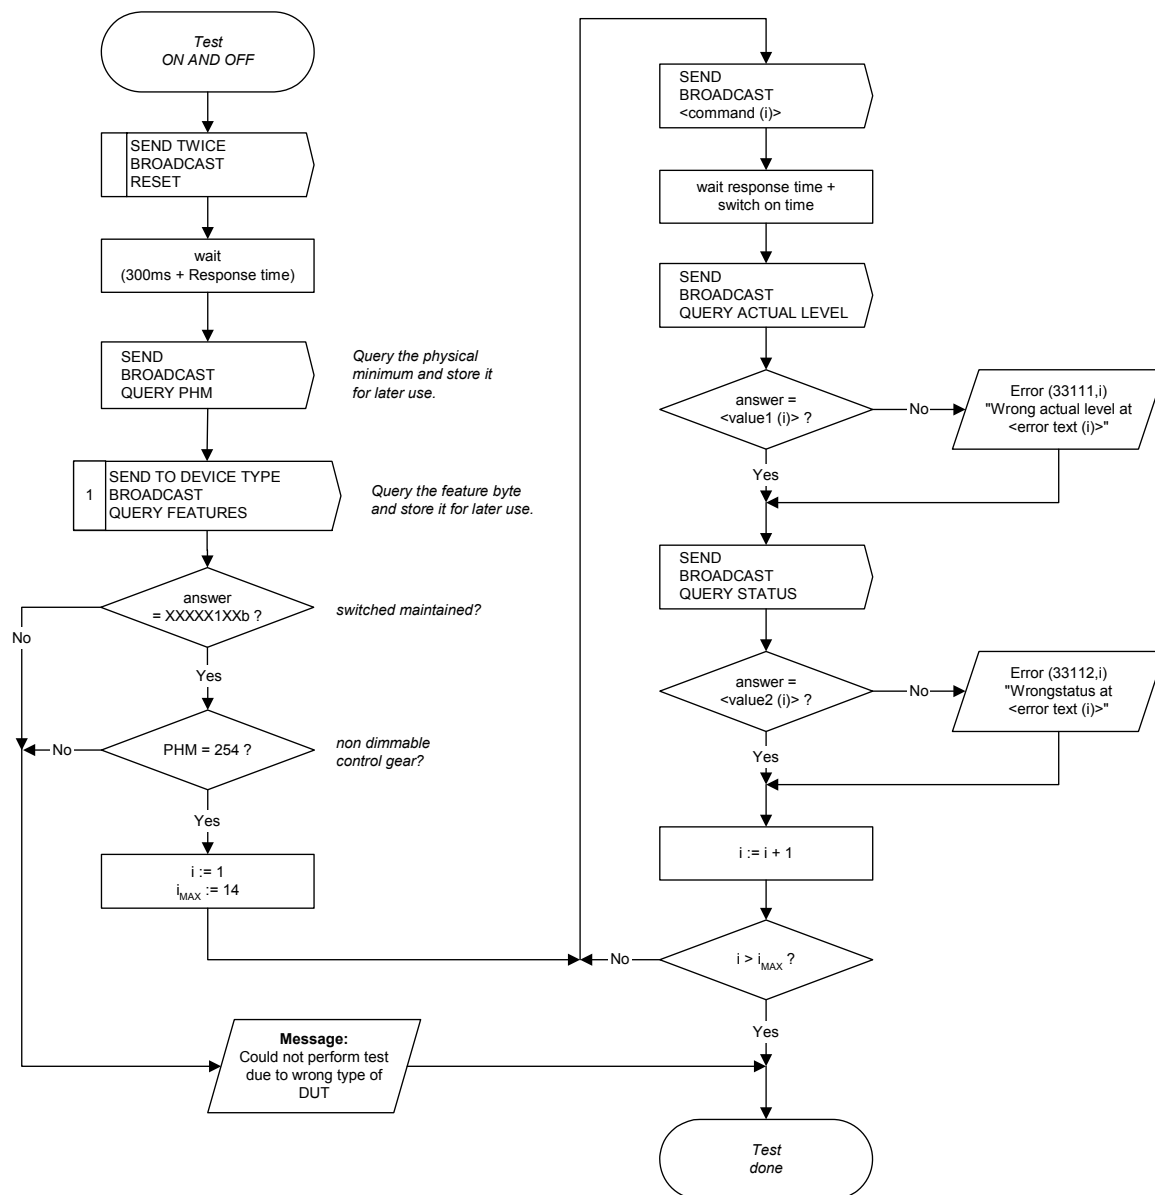 Test
ON AND OFF
SEND TWICE
BROADCAST
RESET
wait
(300ms + Response time)
SEND
BROADCAST
QUERY PHM
Query the physical
minimum and store it
for later use.
1
SEND TO DEVICE TYPE
BROADCAST
QUERY FEATURES
Query the feature byte
and store it for later use.
answer
= XXXXX1XXb ?
switched maintained?
No
Yes
PHM = 254 ?
non dimmable
control gear?
No
Yes
i := 1
iMAX := 14
Message:
Could not perform test
due to wrong type of
DUT
SEND
BROADCAST
<command (i)>
wait response time +
switch on time
SEND
BROADCAST
QUERY ACTUAL LEVEL
answer =
<value1 (i)> ?
No
Error (33111,i)
"Wrong actual level at
<error text (i)>"
Yes
SEND
BROADCAST
QUERY STATUS
answer =
<value2 (i)> ?
No
Error (33112,i)
"Wrongstatus at
<error text (i)>"
Yes
i := i + 1
i > iMAX ?
No
Yes
Test
done